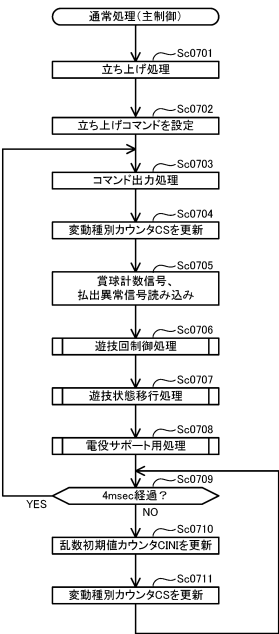 通常処理(主制御)
Sc0701
立ち上げ処理
Sc0702
立ち上げコマンドを設定
Sc0703
コマンド出力処理
Sc0704
変動種別カウンタCSを更新
Sc0705
賞球計数信号、
払出異常信号読み込み
Sc0706
遊技回制御処理
Sc0707
遊技状態移行処理
Sc0708
電役サポート用処理
Sc0709
4msec経過?
YES
NO
Sc0710
乱数初期値カウンタCINIを更新
Sc0711
変動種別カウンタCSを更新